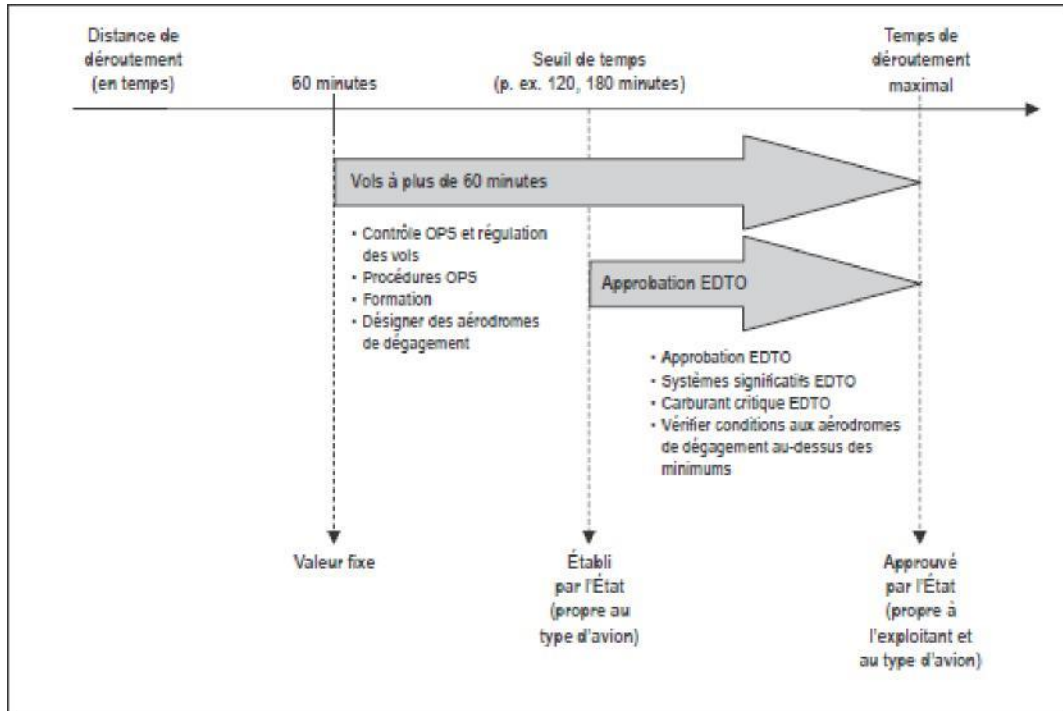 Distance de
déroutement
(en temps)
60 minutes
Seuil de temps
(p. ex. 120, 180 minutes)
Temps de
déroutement
maximal
Vols à plus de 60 minutes
• Contrôle OPS et régulation
des vols
• Procédures OPS
• Formation
• Désigner des aérodromes
de dégagement
Approbation EDTO
• Approbation EDTO
• Systèmes significatifs EDTO
• Carburant critique EDTO
• Vérifier conditions aux aérodromes
de dégagement au-dessus des
minimums
Valeur fixe
Établi
par l'État
(propre au
type d'avion)
Approuvé
par l'État
(propre à
l'exploitant et
au type d'avion)